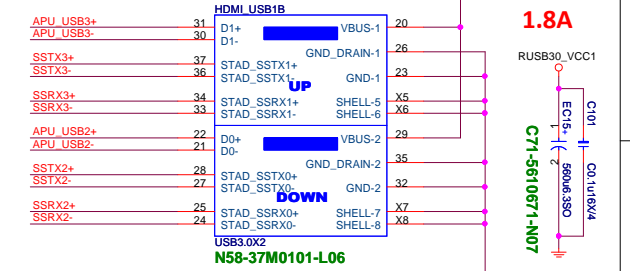 HDMI_USB1B
APU_USB3+ 31 D1+ VBUS-1 20
APU_USB3- 30 D1-
GND_DRAIN-1 26
SSTX3+ 37 STAD_SSTX1+
SSTX3- 36 STAD_SSTX1- GND-1 23
UP
SSRX3+ 34 STAD_SSRX1+ SHELL-5 X5
SSRX3- 33 STAD_SSRX1- SHELL-6 X6
APU_USB2+ 22 D0+ VBUS-2 29
APU_USB2- 21 D0-
GND_DRAIN-2 35
SSTX2+ 28 STAD_SSTX0+
SSTX2- 27 STAD_SSTX0- GND-2 32
DOWN
SSRX2+ 25 STAD_SSRX0+ SHELL-7 X7
SSRX2- 24 STAD_SSRX0- SHELL-8 X8
USB3.0X2
N58-37M0101-L06
1.8A
RUSB30_VCC1
C71-5610671-N07
1 2
EC15+ 560u6.3SO
C101 C0.1u16X/4